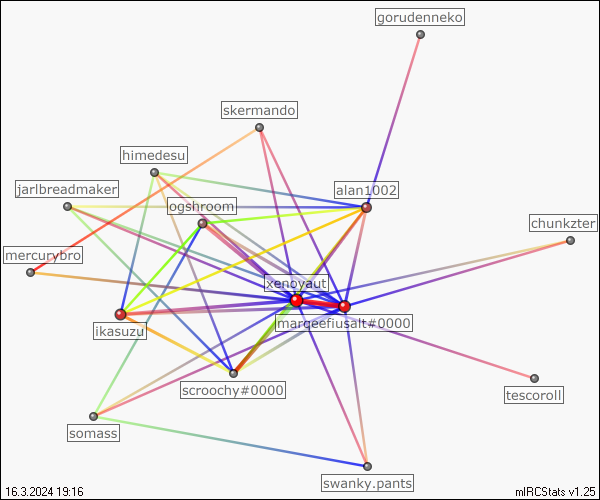 gorudenneko
skermando
himedesu
jarlbreadmaker
alan1002
ogshroom
chunkzter
mercurybro
xenoyaut
marqeefiusalt#0000
ikasuzu
scroochy#0000
tescoroll
somass
swanky.pants
16.3.2024 19:16
mIRCStats v1.25